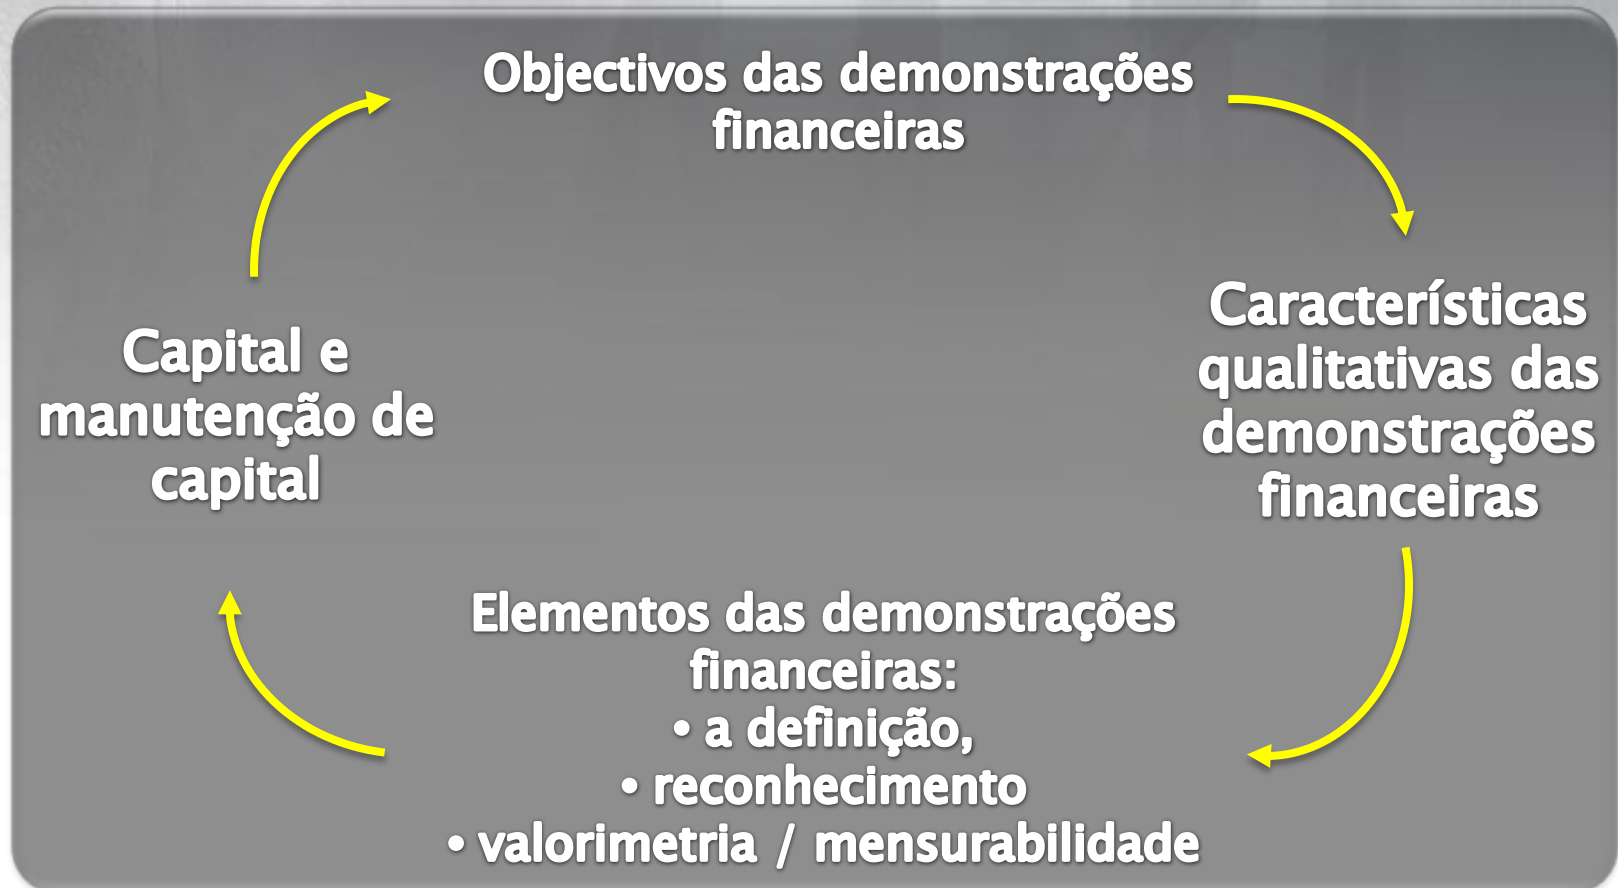 Objectivos das demonstrações
financeiras
Características
qualitativas das
demonstrações
financeiras
Capital e
manutenção de
capital
Elementos das demonstrações
financeiras:
• a definição,
• reconhecimento
• valorimetria / mensurabilidade